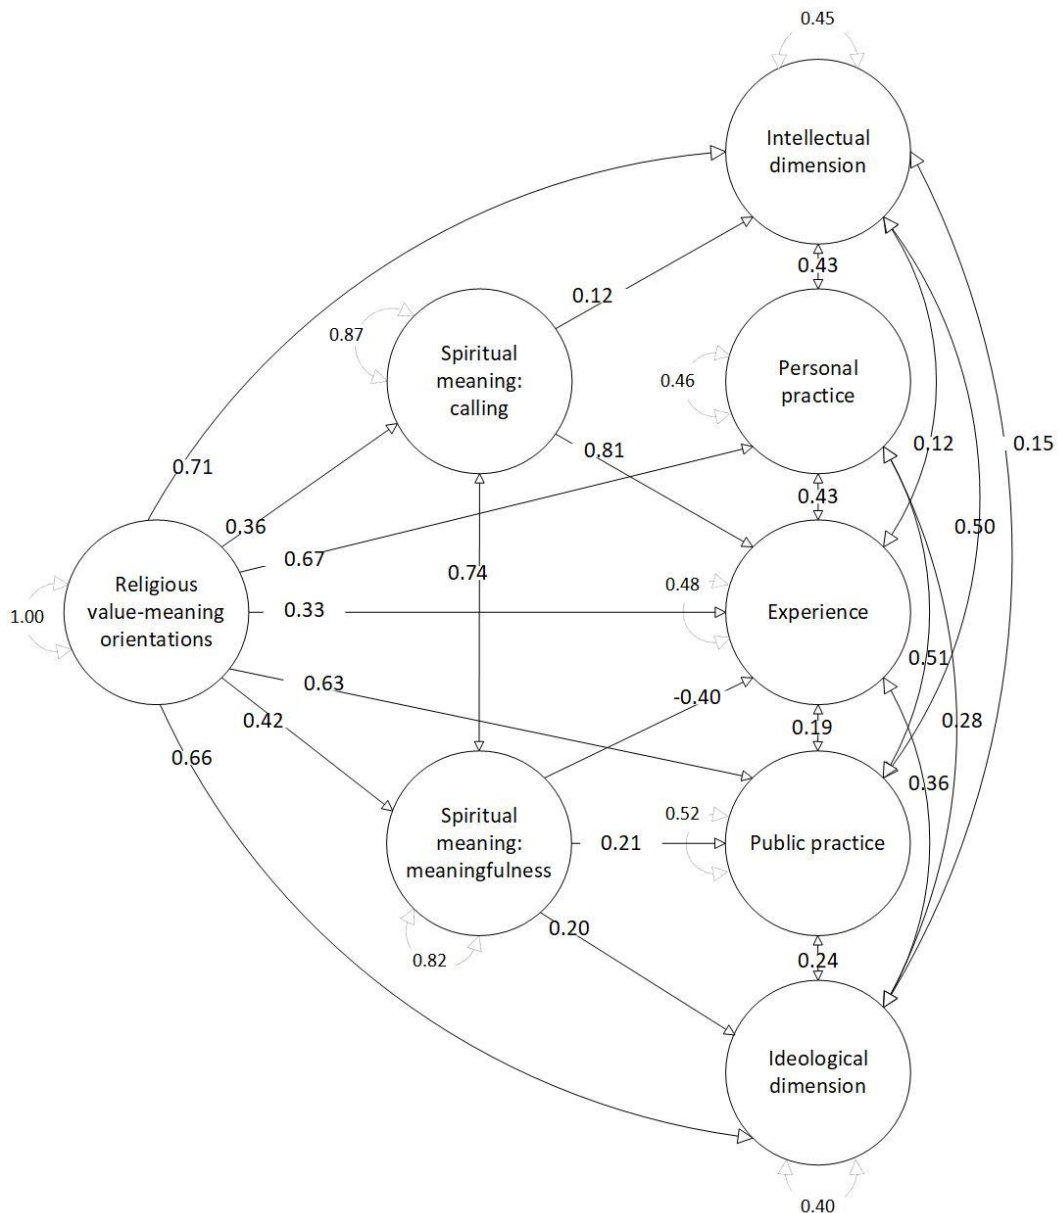 0.45
Intellectual
dimension
0.43
0.12
0.87
Spiritual
meaning:
calling
Personal
practice
0.46
0.81
0.12
0.15
0.71
0.43
0.36
0.50
0.67
0.74
Religious
value-meaning
orientations
1.00
0.33
0.48
Experience
0.51
0.63
-0.40
0.42
0.19
0.28
0.66
0.36
Spiritual
meaning:
meaningfulness
0.52
0.21
Public practice
0.20
0.82
0.24
Ideological
dimension
0.40